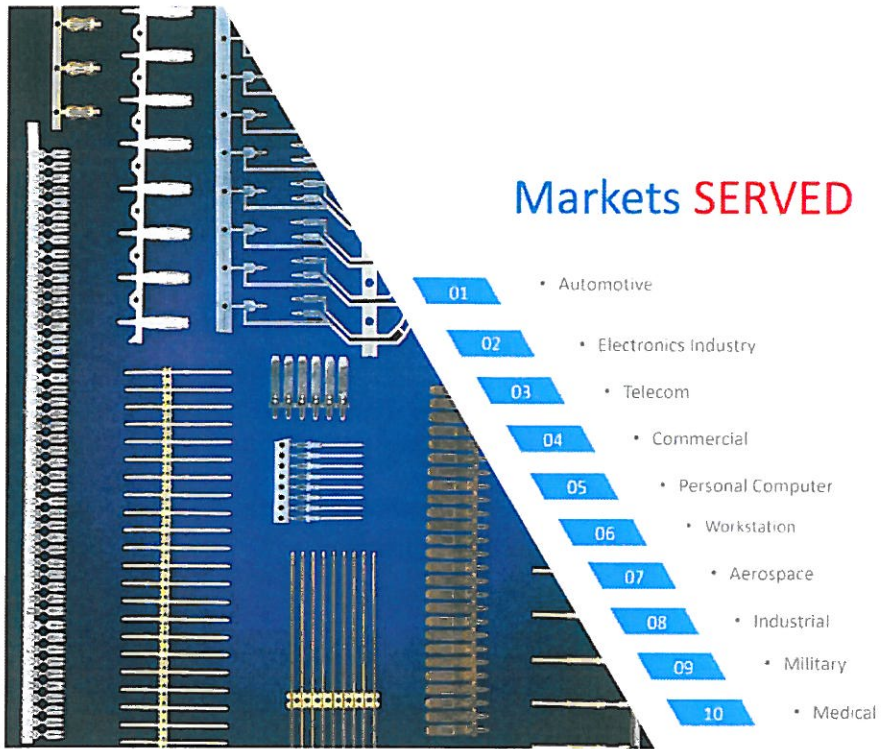 Markets SERVED
01 • Automotive
02 • Electronics Industry
03 • Telecom
04 • Commercial
05 • Personal Computer
06 • Workstation
07 • Aerospace
08 • Industrial
09 • Military
10 • Medical